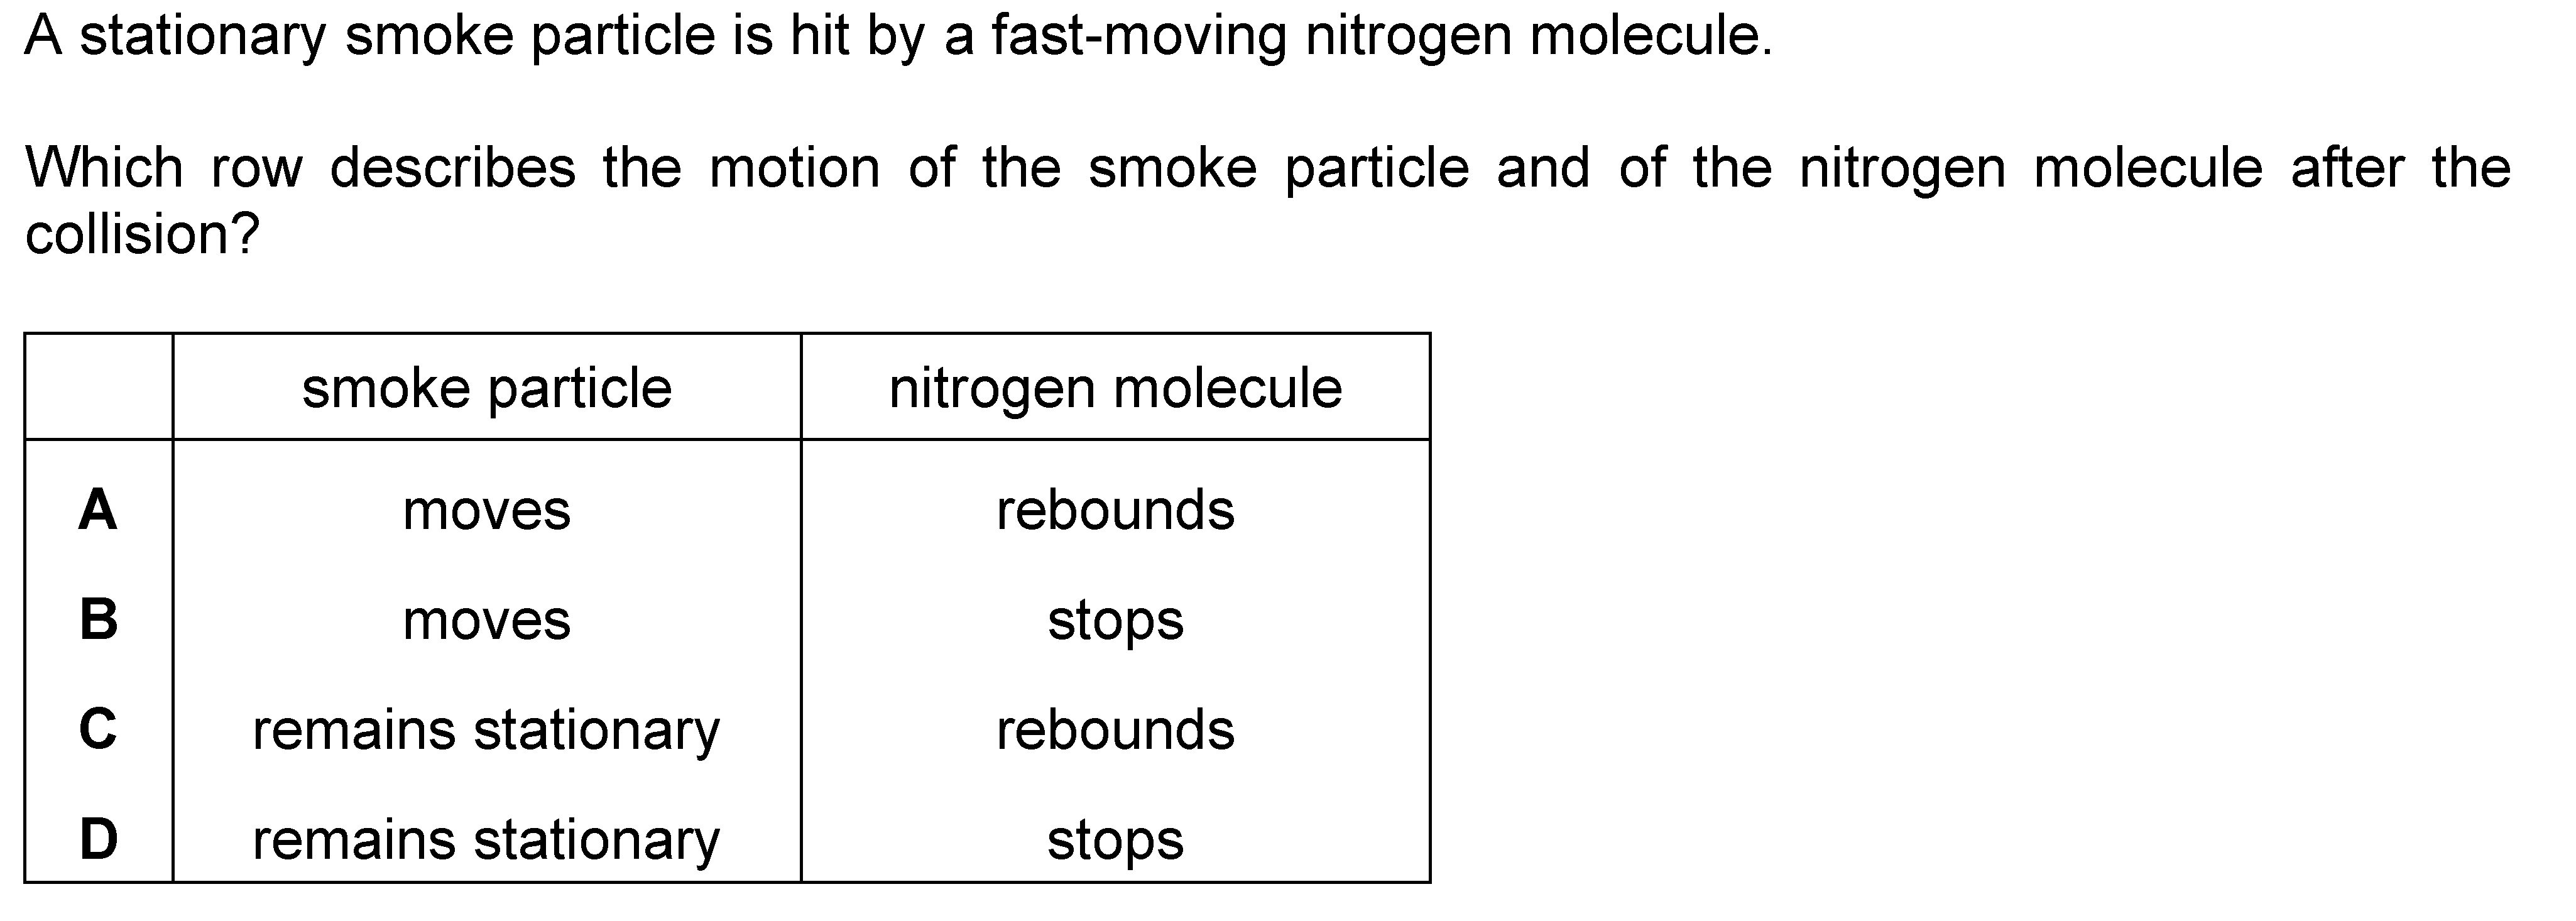 A stationary smoke particle is hit by a fast-moving nitrogen molecule.
Which row describes the motion of the smoke particle and of the nitrogen molecule after the
collision?
smoke particle nitrogen molecule
A moves rebounds
B moves stops
C remains stationary rebounds
D remains stationary stops